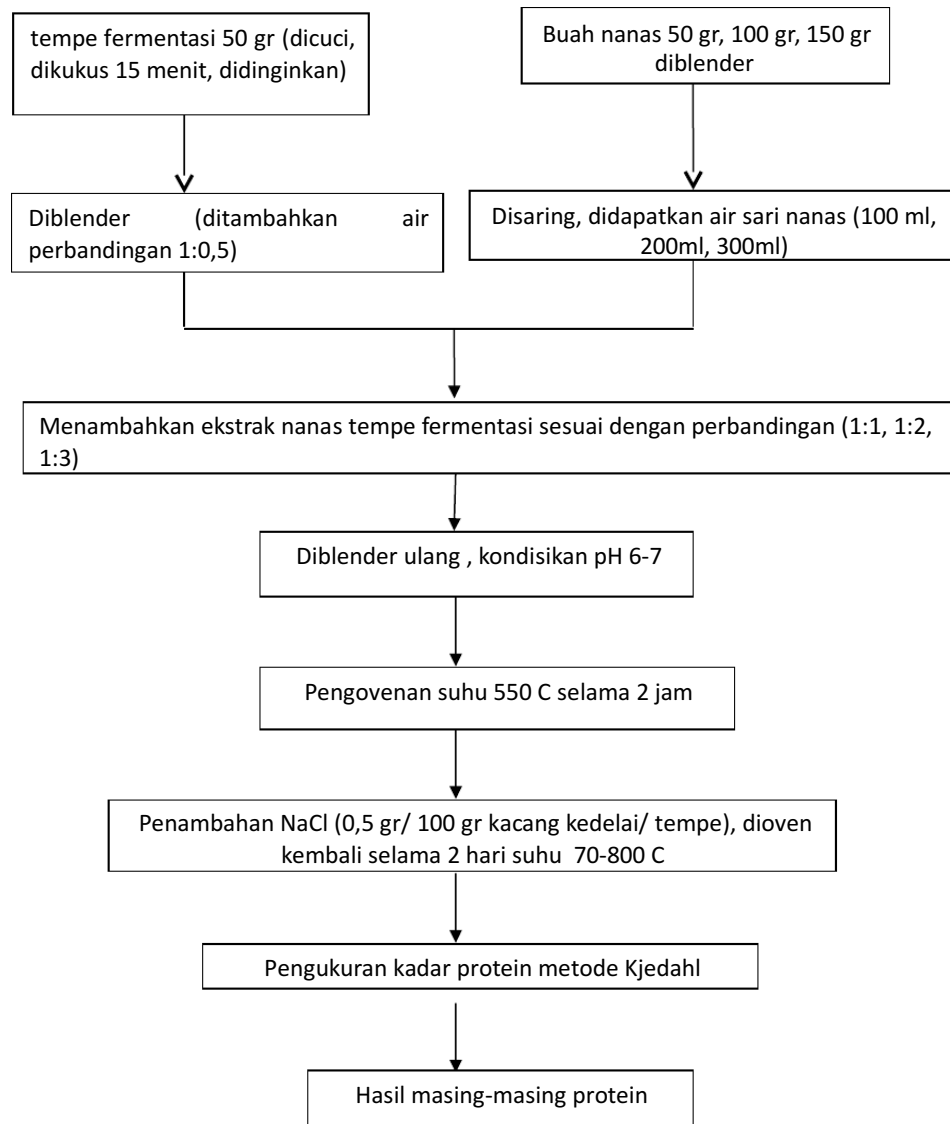 tempe fermentasi 50 gr (dicuci,
dikukus 15 menit, didinginkan)
Buah nanas 50 gr, 100 gr, 150 gr
diblender
Diblender (ditambahkan air
perbandingan 1:0,5)
Disaring, didapatkan air sari nanas (100 ml,
200ml, 300ml)
Menambahkan ekstrak nanas tempe fermentasi sesuai dengan perbandingan (1:1, 1:2,
1:3)
Diblender ulang , kondisikan pH 6-7
Pengovenan suhu 550 C selama 2 jam
Penambahan NaCl (0,5 gr/ 100 gr kacang kedelai/ tempe), dioven
kembali selama 2 hari suhu 70-800 C
Pengukuran kadar protein metode Kjedahl
Hasil masing-masing protein